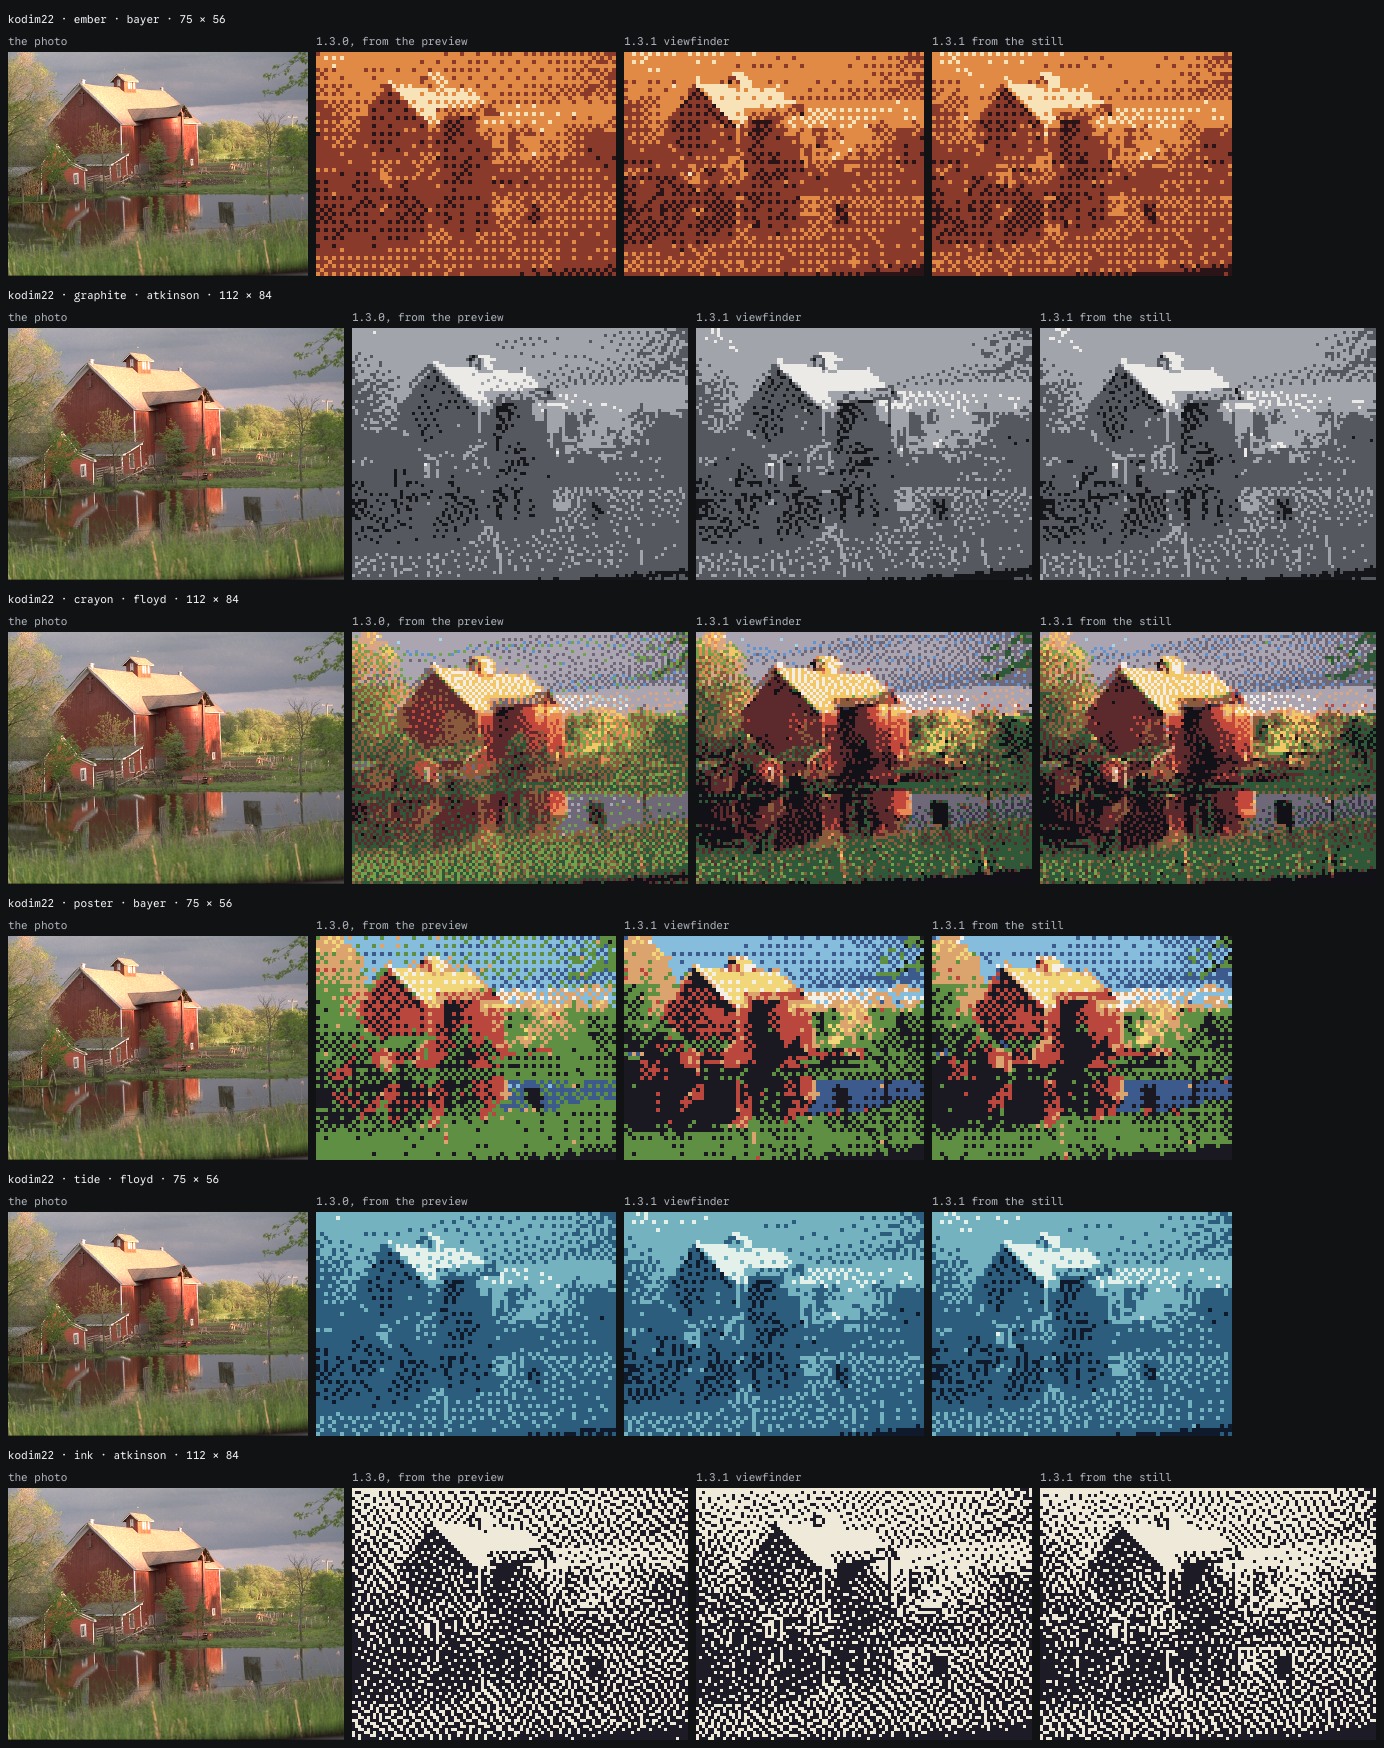 kodim22 · ember · bayer · 75 × 56
the photo 1.3.0, from the preview 1.3.1 viewfinder 1.3.1 from the still
kodim22 · graphite · atkinson · 112 × 84
the photo 1.3.0, from the preview 1.3.1 viewfinder 1.3.1 from the still
kodim22 · crayon · floyd · 112 × 84
the photo 1.3.0, from the preview 1.3.1 viewfinder 1.3.1 from the still
kodim22 · poster · bayer · 75 × 56
the photo 1.3.0, from the preview 1.3.1 viewfinder 1.3.1 from the still
kodim22 · tide · floyd · 75 × 56
the photo 1.3.0, from the preview 1.3.1 viewfinder 1.3.1 from the still
kodim22 · ink · atkinson · 112 × 84
the photo 1.3.0, from the preview 1.3.1 viewfinder 1.3.1 from the still